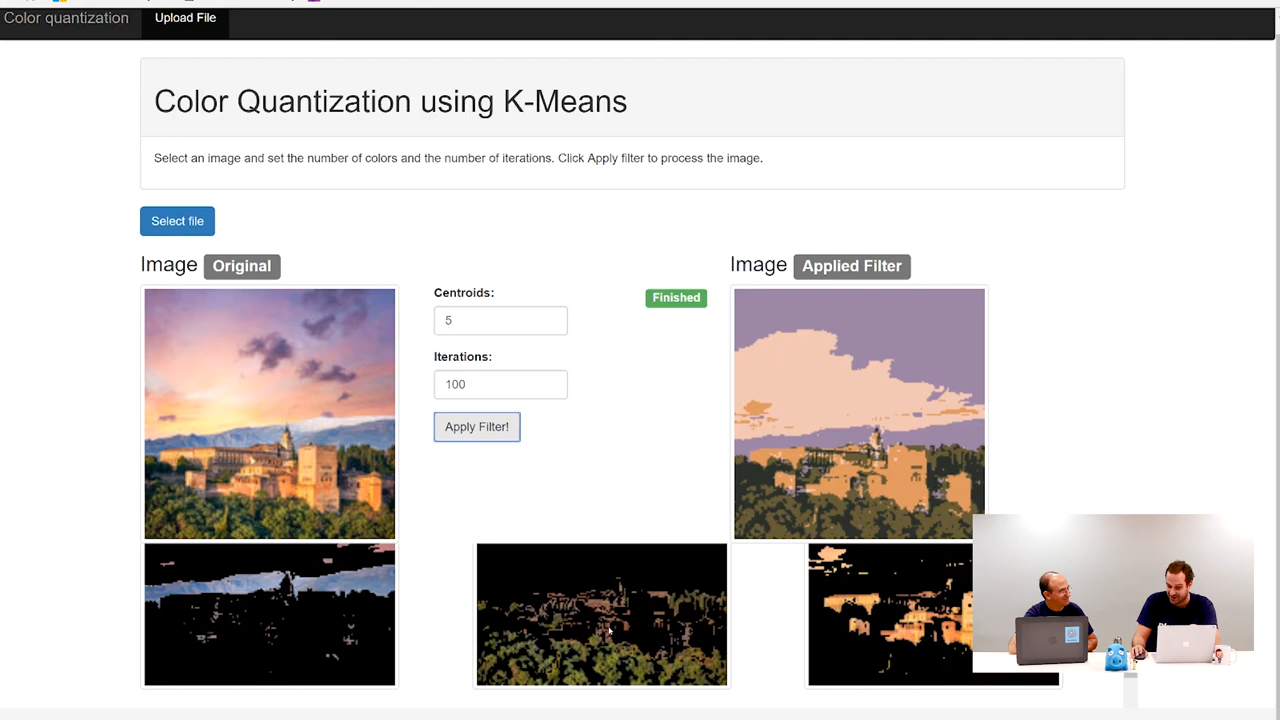 Color quantization
Upload File
Color Quantization using K-Means
Select an image and set the number of colors and the number of iterations. Click Apply filter to process the image.
Select file
Image Original
Centroids:
5
Iterations:
100
Apply Filter!
Finished
Image Applied Filter